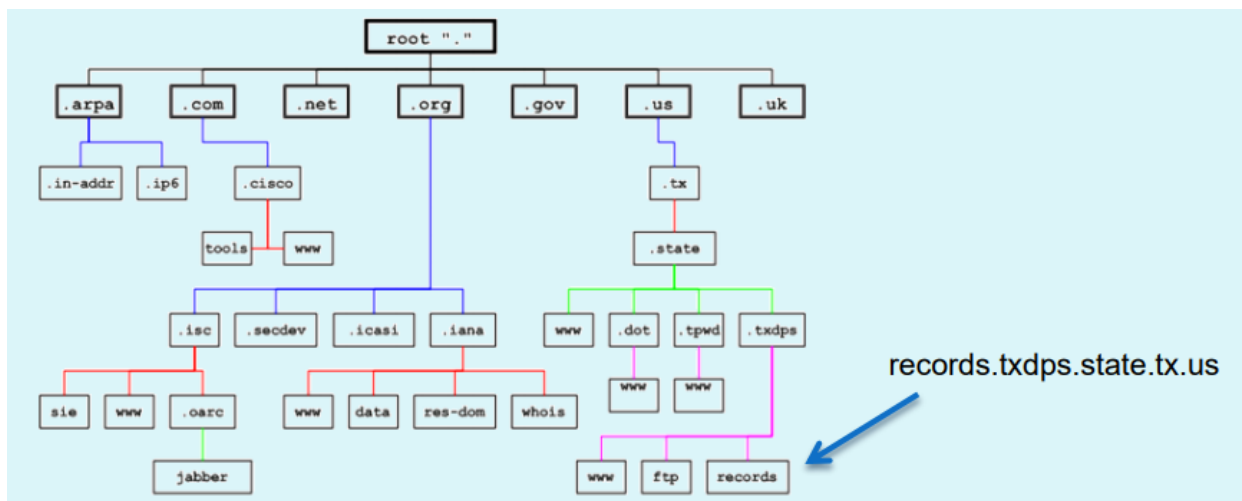 root "."
.arpa .com .net .org .gov .us .uk
.in-addr .ip6 .cisco .tx
tools www .state
.isc .secdev .icasi .iana www .dot .tpwd .txdps
records.txdps.state.tx.us
www www
sie www .oarc www data res-dom whois
jabber www ftp records